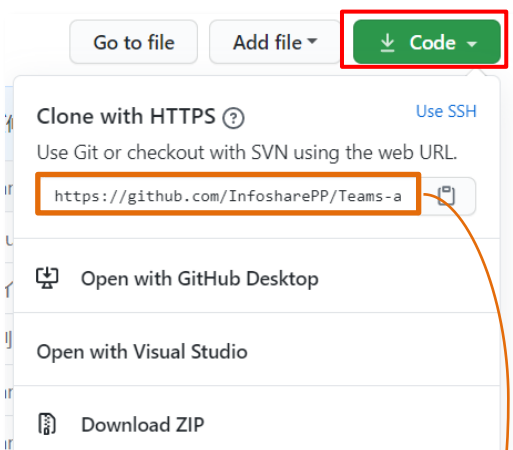 Go to file
Add file
Code
Clone with HTTPS ?
Use SSH
Use Git or checkout with SVN using the web URL.
https://github.com/InfosharePP/Teams-a
Open with GitHub Desktop
Open with Visual Studio
Download ZIP